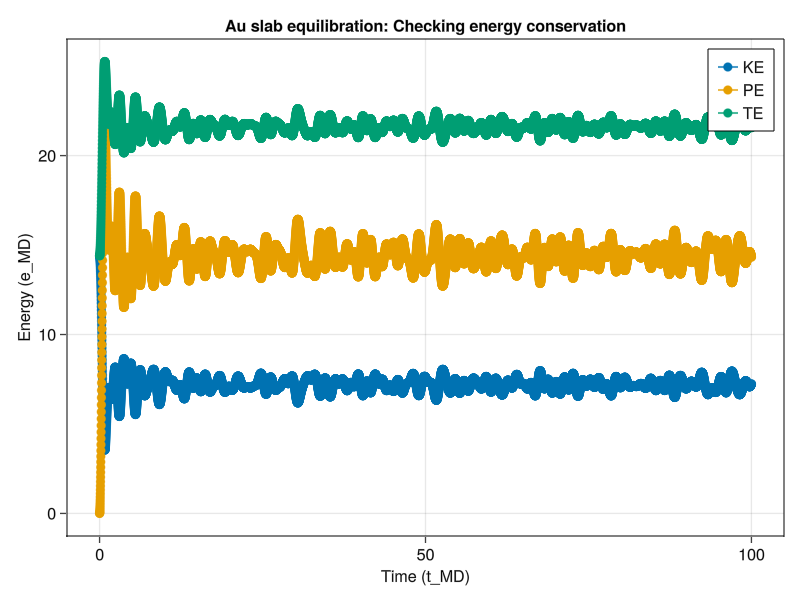 Au slab equilibration: Checking energy conservation
KE
PE
TE
20
10
0
Energy (e_MD)
0
50
100
Time (t_MD)